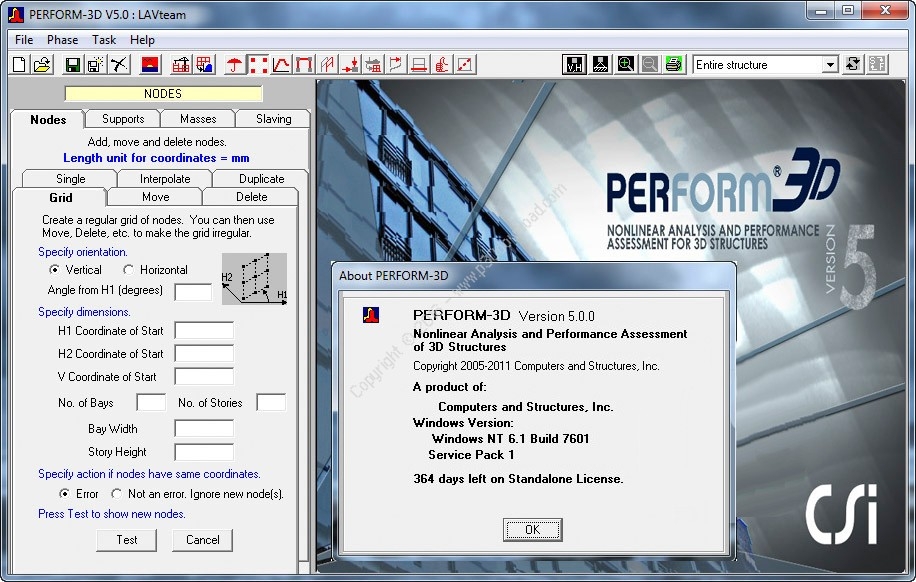 PERFORM-3D V5.0 : LAVteam
File Phase Task Help
Entire structure
NODES
Nodes Supports Masses Slaving
Add, move and delete nodes.
Length unit for coordinates = mm
Single Interpolate Duplicate
Grid Move Delete
Create a regular grid of nodes. You can then use
Move, Delete, etc. to make the grid irregular.
Specify orientation.
Vertical Horizontal
Angle from H1 (degrees)
H2
H1
Specify dimensions.
H1 Coordinate of Start
H2 Coordinate of Start
V Coordinate of Start
No. of Bays No. of Stories
Bay Width
Story Height
Specify action if nodes have same coordinates.
Error Not an error. Ignore new node(s).
Press Test to show new nodes.
Test Cancel
PERFORM® 3D
NONLINEAR ANALYSIS AND PERFORMANCE
ASSESSMENT FOR 3D STRUCTURES
VERSION 5
About PERFORM-3D
PERFORM-3D Version 5.0.0
Nonlinear Analysis and Performance Assessment
of 3D Structures
Copyright 2005-2011 Computers and Structures, Inc.
A product of:
Computers and Structures, Inc.
Windows Version:
Windows NT 6.1 Build 7601
Service Pack 1
364 days left on Standalone License.
OK
CSi
Copyright ©